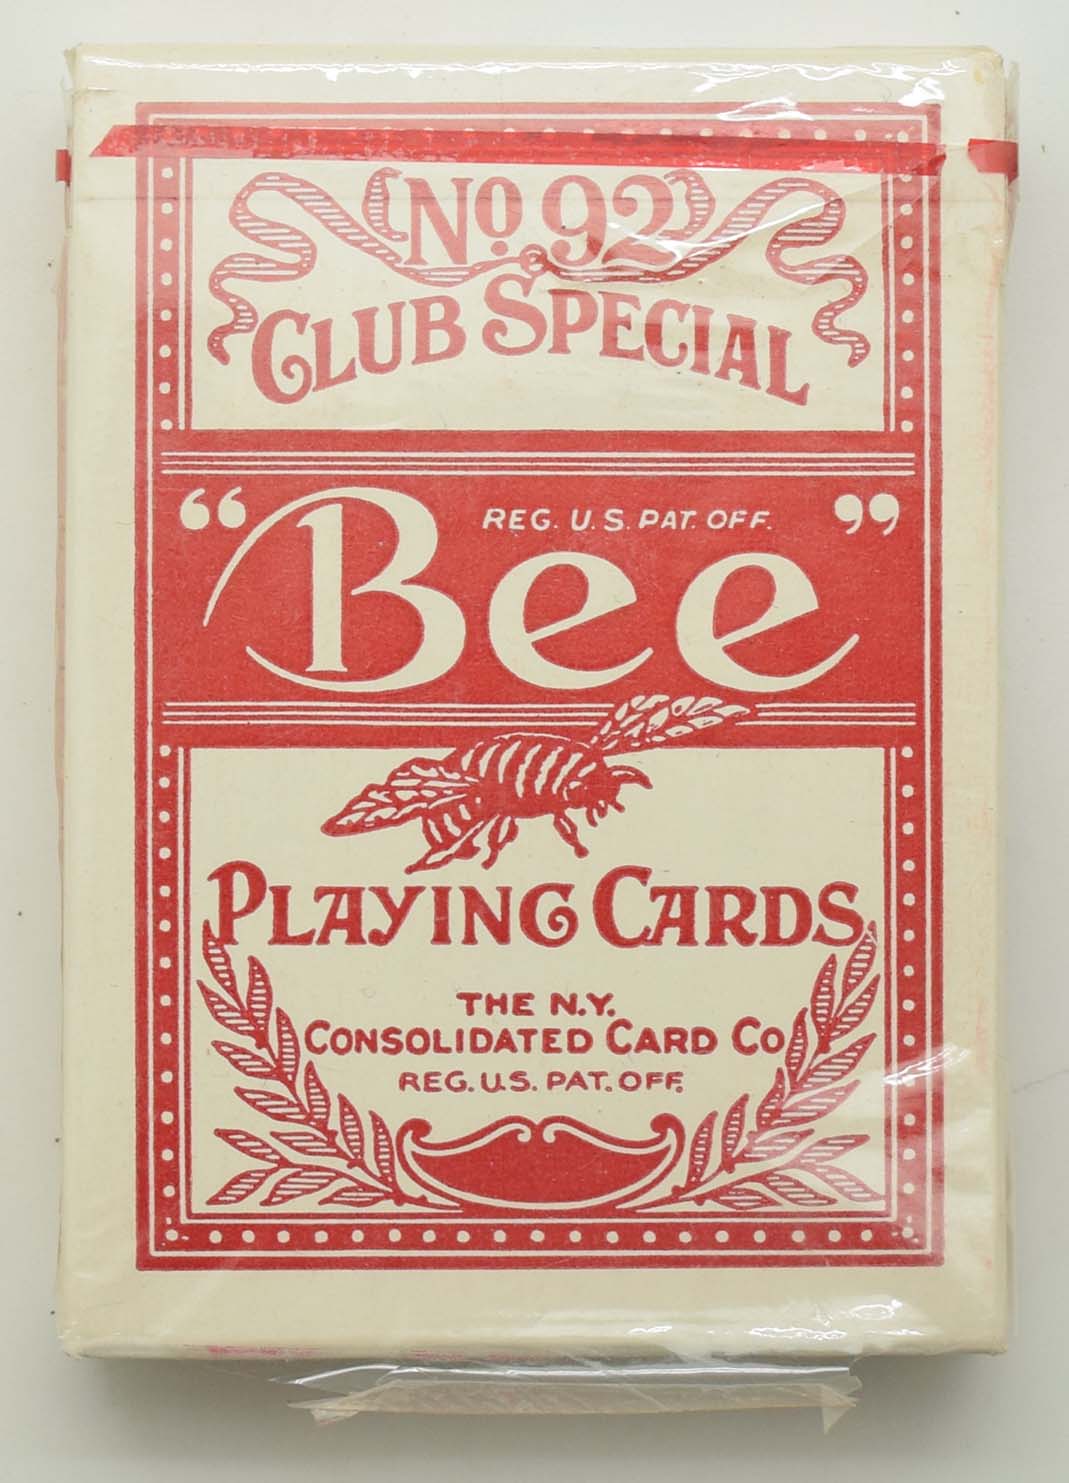 No. 92
CLUB SPECIAL
REG. U.S. PAT. OFF.
“Bee”
PLAYING CARDS
THE N.Y.
CONSOLIDATED CARD CO
REG. U.S. PAT. OFF.